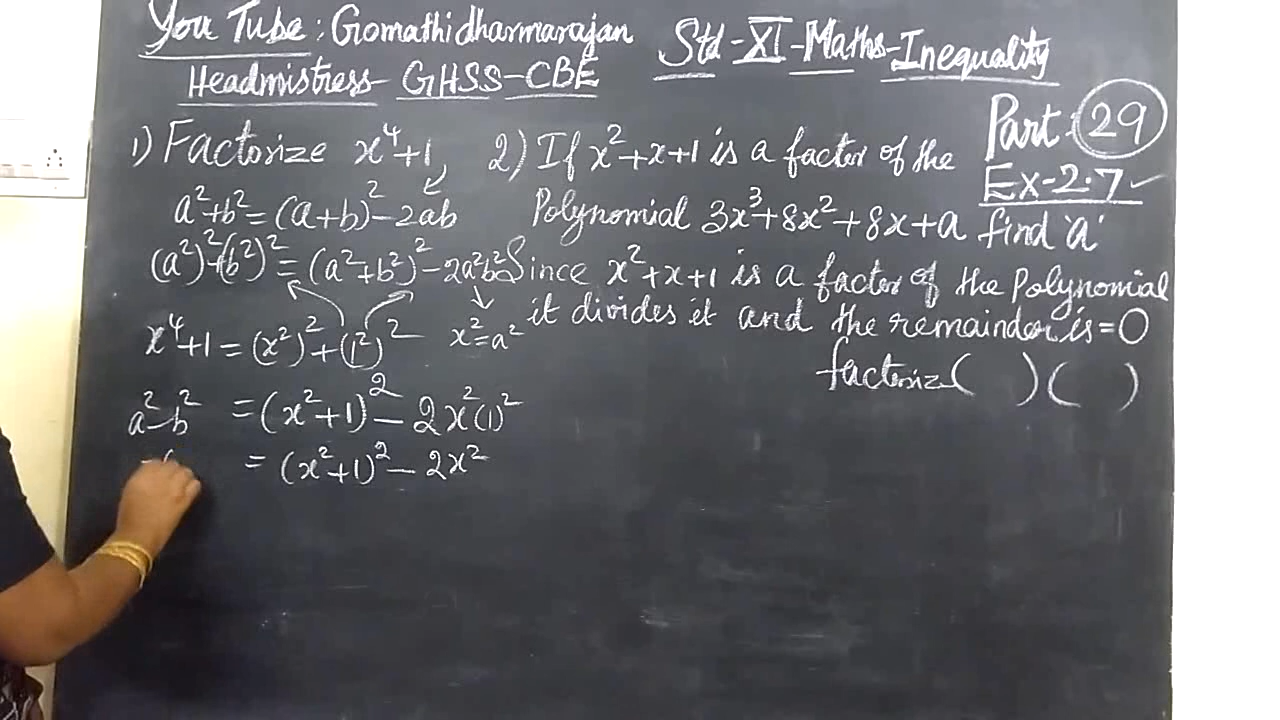 You Tube : Gomathidharmarajan
Headmistress - GHSS - CBE
Std - XI - Maths - Inequality
Part : 29
Ex - 2.7 ✓
1) Factorize x⁴+1,
a²+b² = (a+b)² - 2ab
(a²)²+(b²)² = (a²+b²)² - 2a²b²
x⁴+1 = (x²)² + (1²)²
x² = a²
a²-b² = (x²+1)² - 2x²(1)²
= (x²+1)² - 2x²
2) If x²+x+1 is a factor of the
Polynomial 3x³+8x²+8x+a find 'a'
Since x²+x+1 is a factor of the Polynomial
it divides it and the remainder is = 0
factorize ( ) ( )